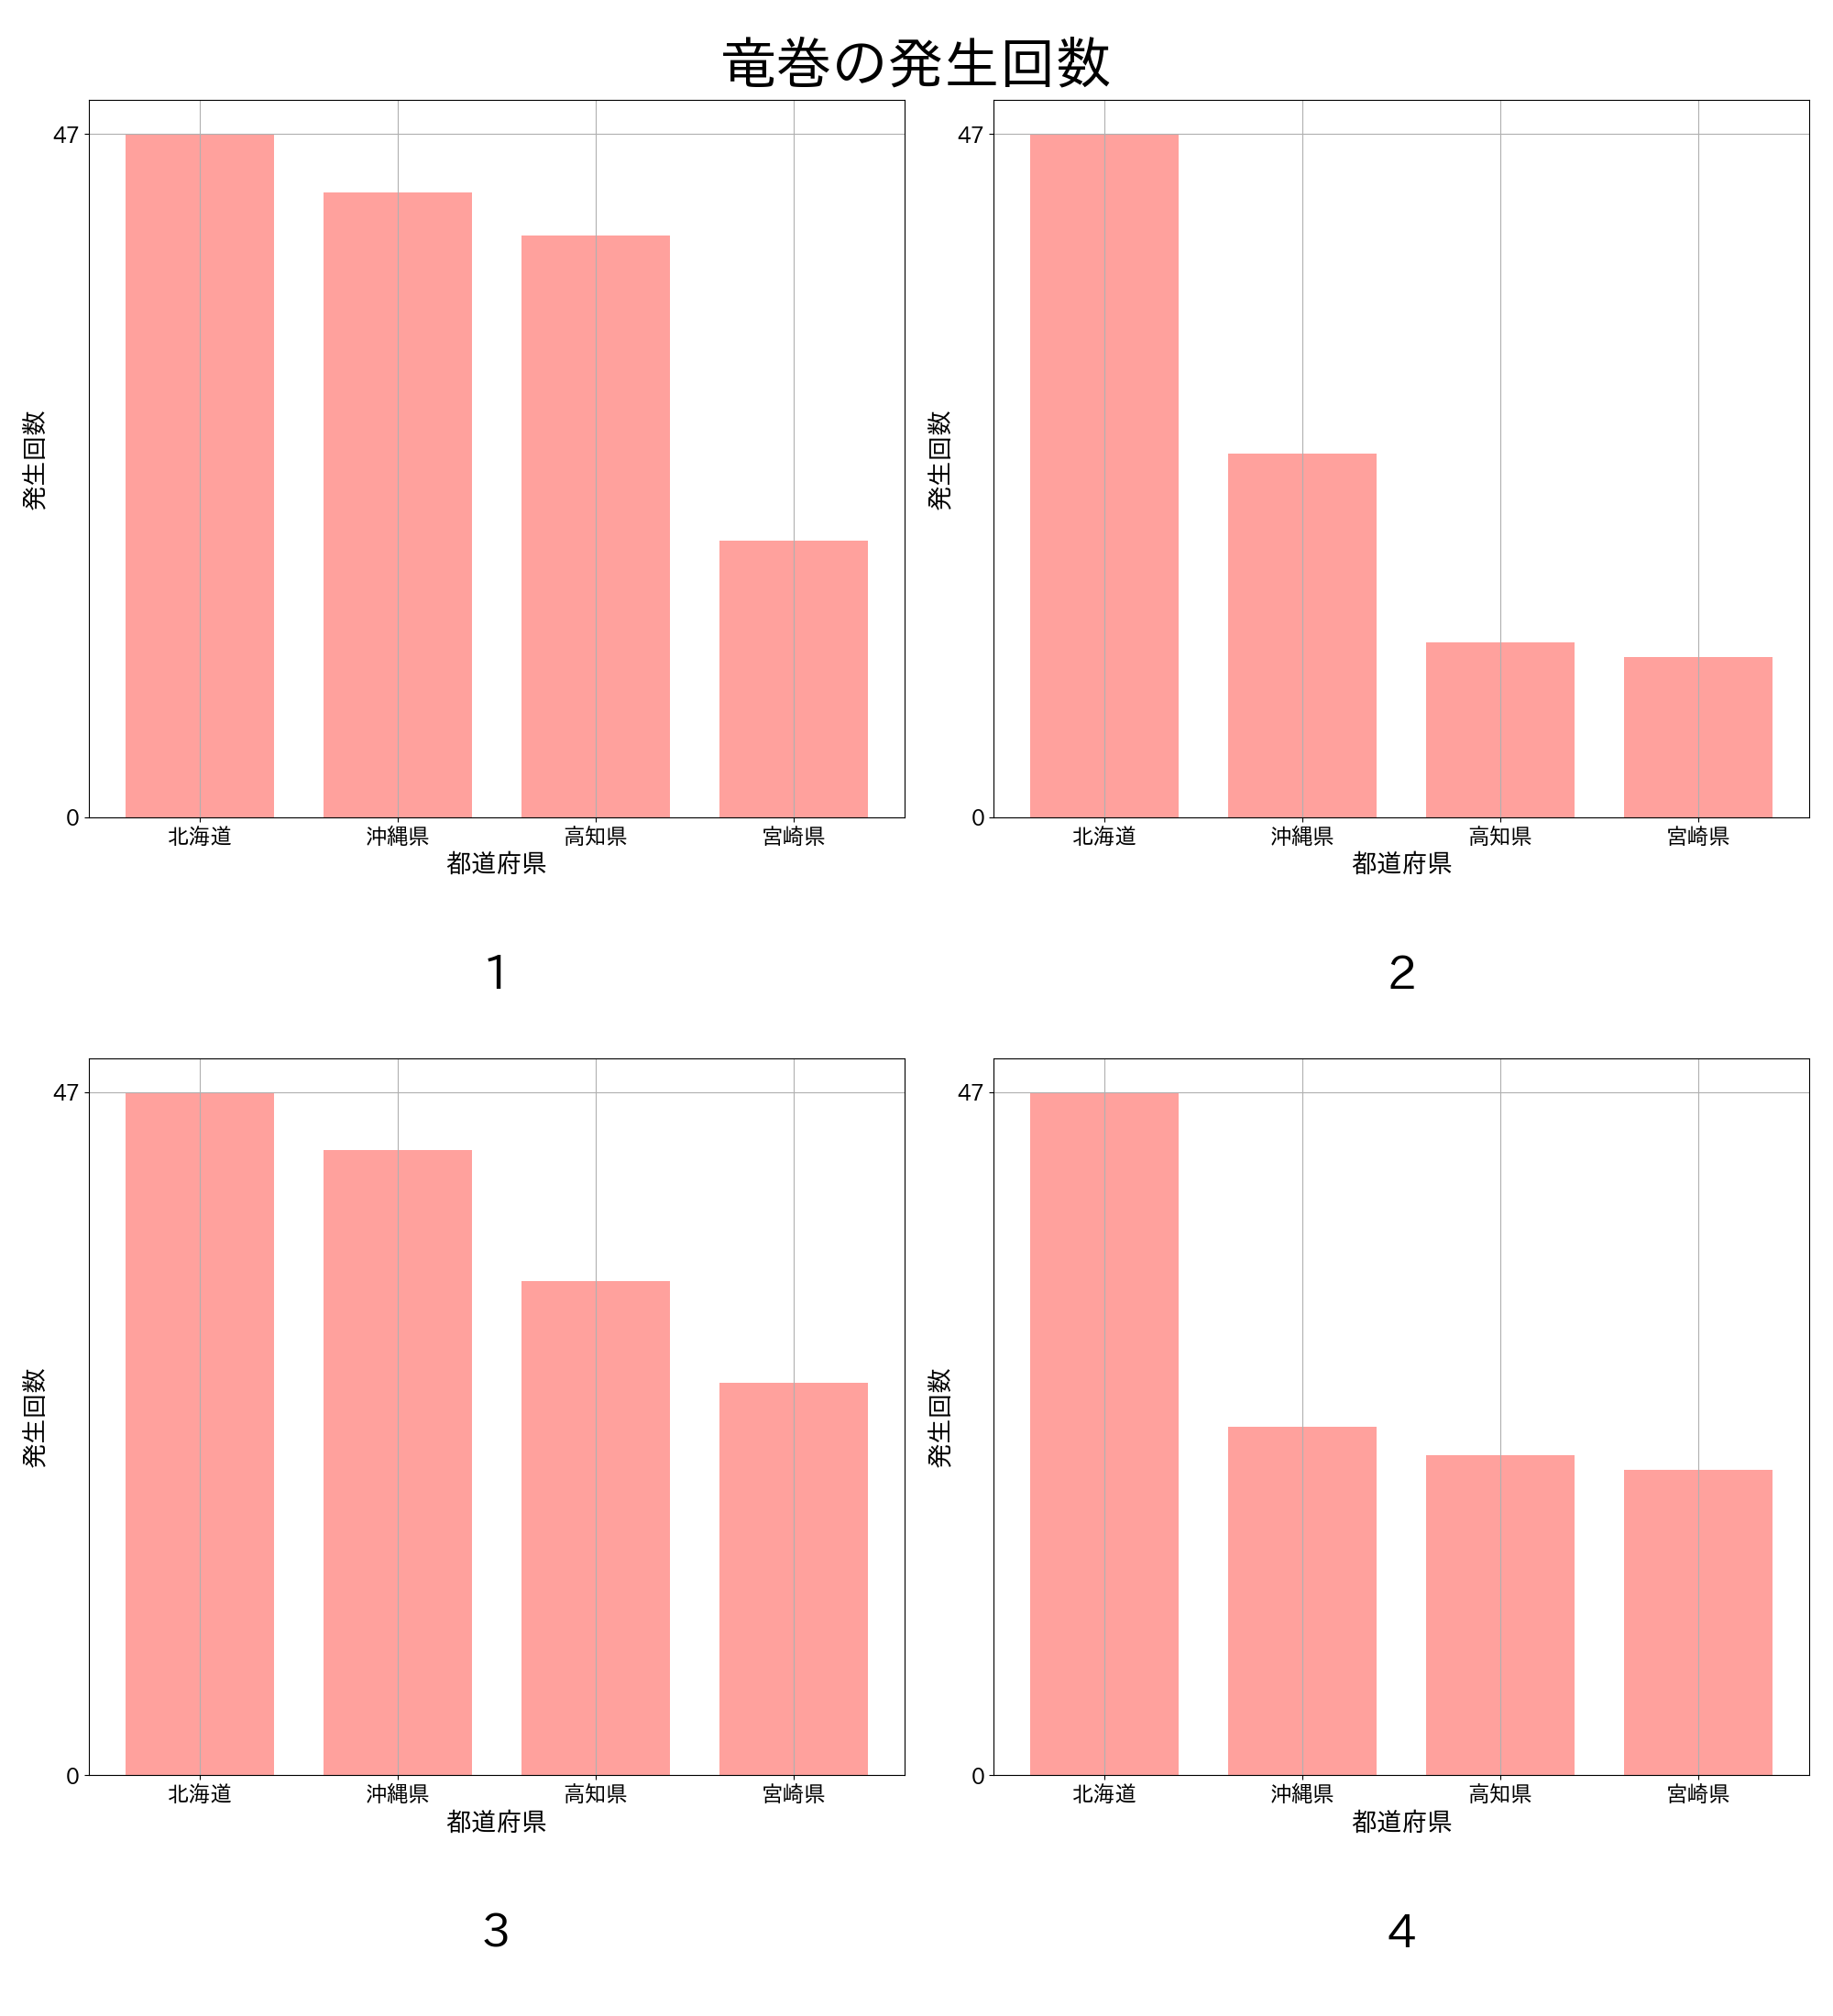 竜巻の発生回数
47
0
発生回数
北海道 沖縄県 高知県 宮崎県
都道府県
1
47
0
発生回数
北海道 沖縄県 高知県 宮崎県
都道府県
2
47
0
発生回数
北海道 沖縄県 高知県 宮崎県
都道府県
3
47
0
発生回数
北海道 沖縄県 高知県 宮崎県
都道府県
4